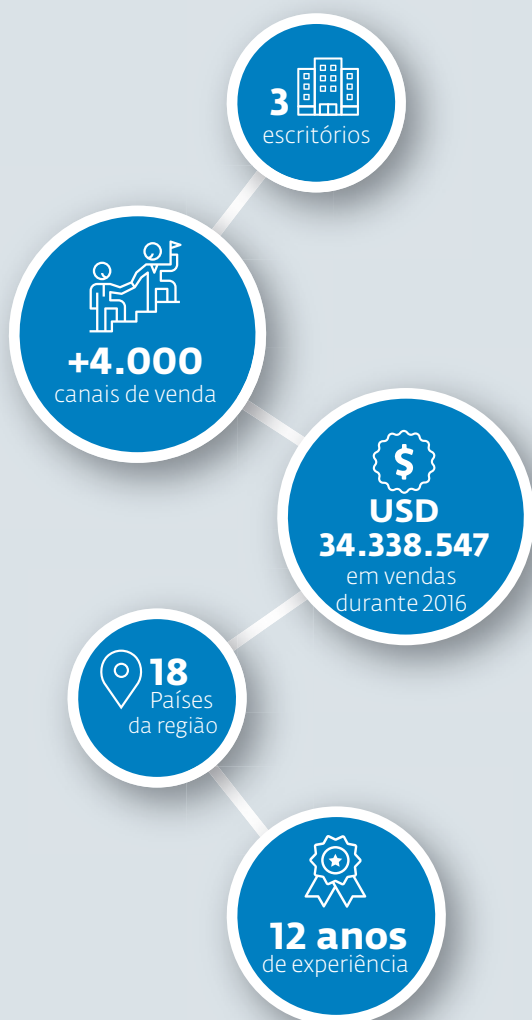 3
escritórios
+4.000
canais de venda
$
USD
34.338.547
em vendas
durante 2016
18
Países
da região
12 anos
de experiência